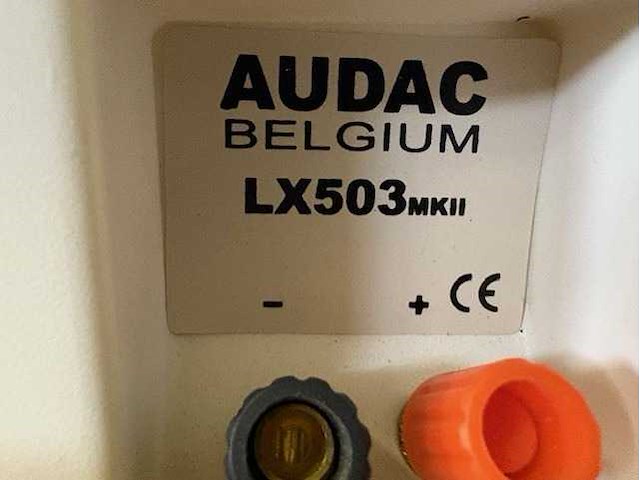 AUDAC
BELGIUM
LX503MKII
- + CE